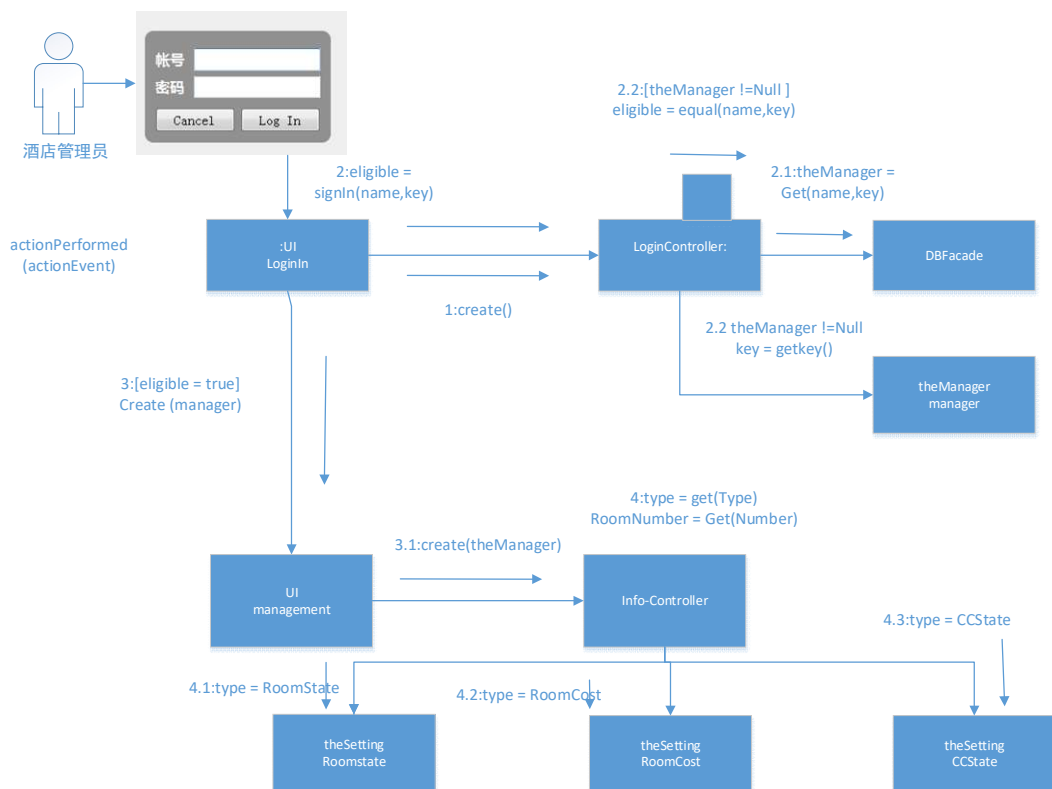 帐号
密码
Cancel
Log In
酒店管理员
2.2:[theManager !=Null ]
eligible = equal(name,key)
2:eligible =
signIn(name,key)
2.1:theManager =
Get(name,key)
actionPerformed
(actionEvent)
:UI
LoginIn
LoginController:
DBFacade
1:create()
2.2 theManager !=Null
key = getkey()
3:[eligible = true]
Create (manager)
theManager
manager
4:type = get(Type)
RoomNumber = Get(Number)
3.1:create(theManager)
UI
management
Info-Controller
4.3:type = CCState
4.1:type = RoomState
4.2:type = RoomCost
theSetting
Roomstate
theSetting
RoomCost
theSetting
CCState